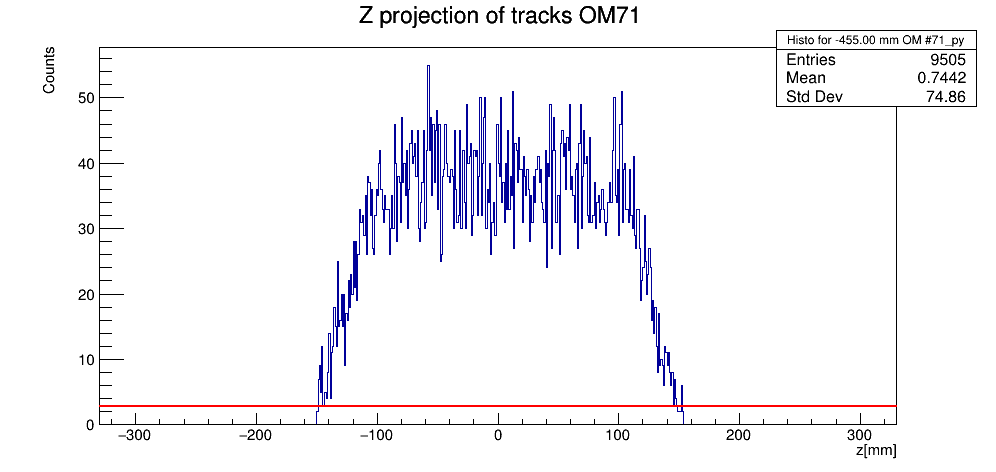 Z projection of tracks OM71
Histo for -455.00 mm OM #71_py
Entries 9505
Mean 0.7442
Std Dev 74.86
Counts
50
40
30
20
10
0
−300 −200 −100 0 100 200 300
z[mm]